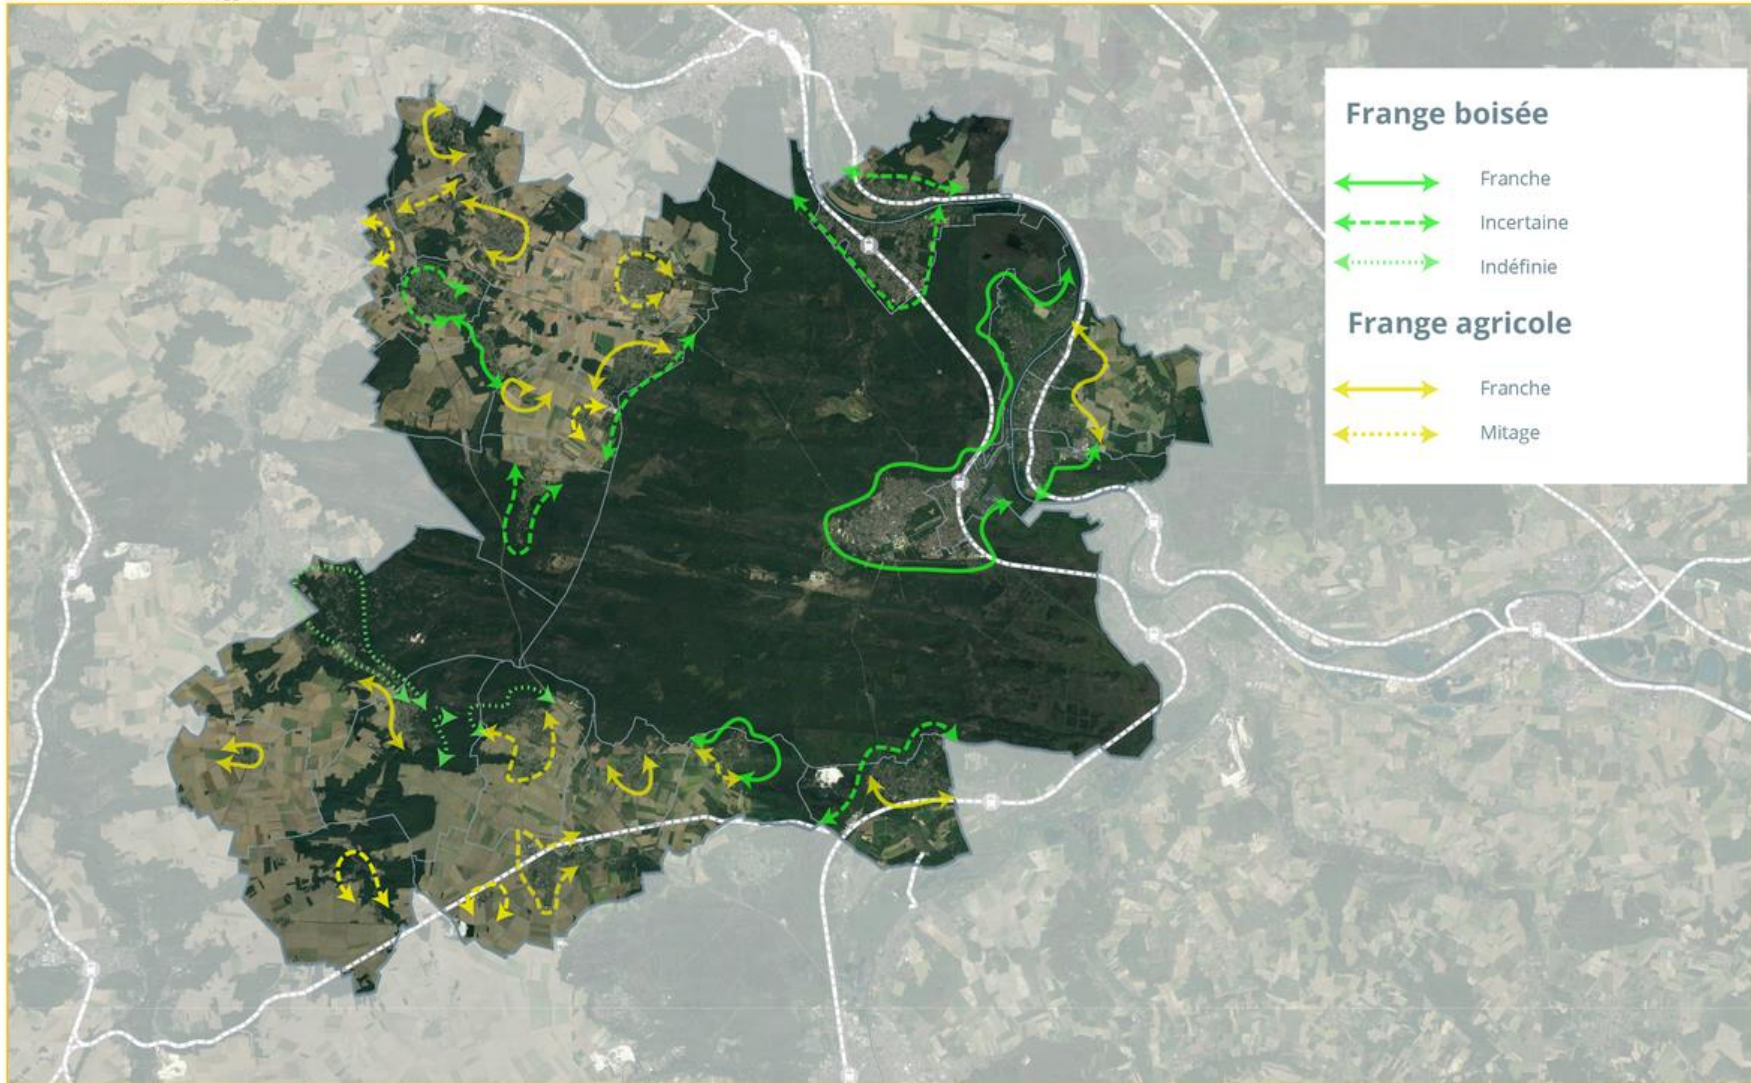 Frange boisée
Franche
Incertaine
Indéfinie
Frange agricole
Franche
Mitage